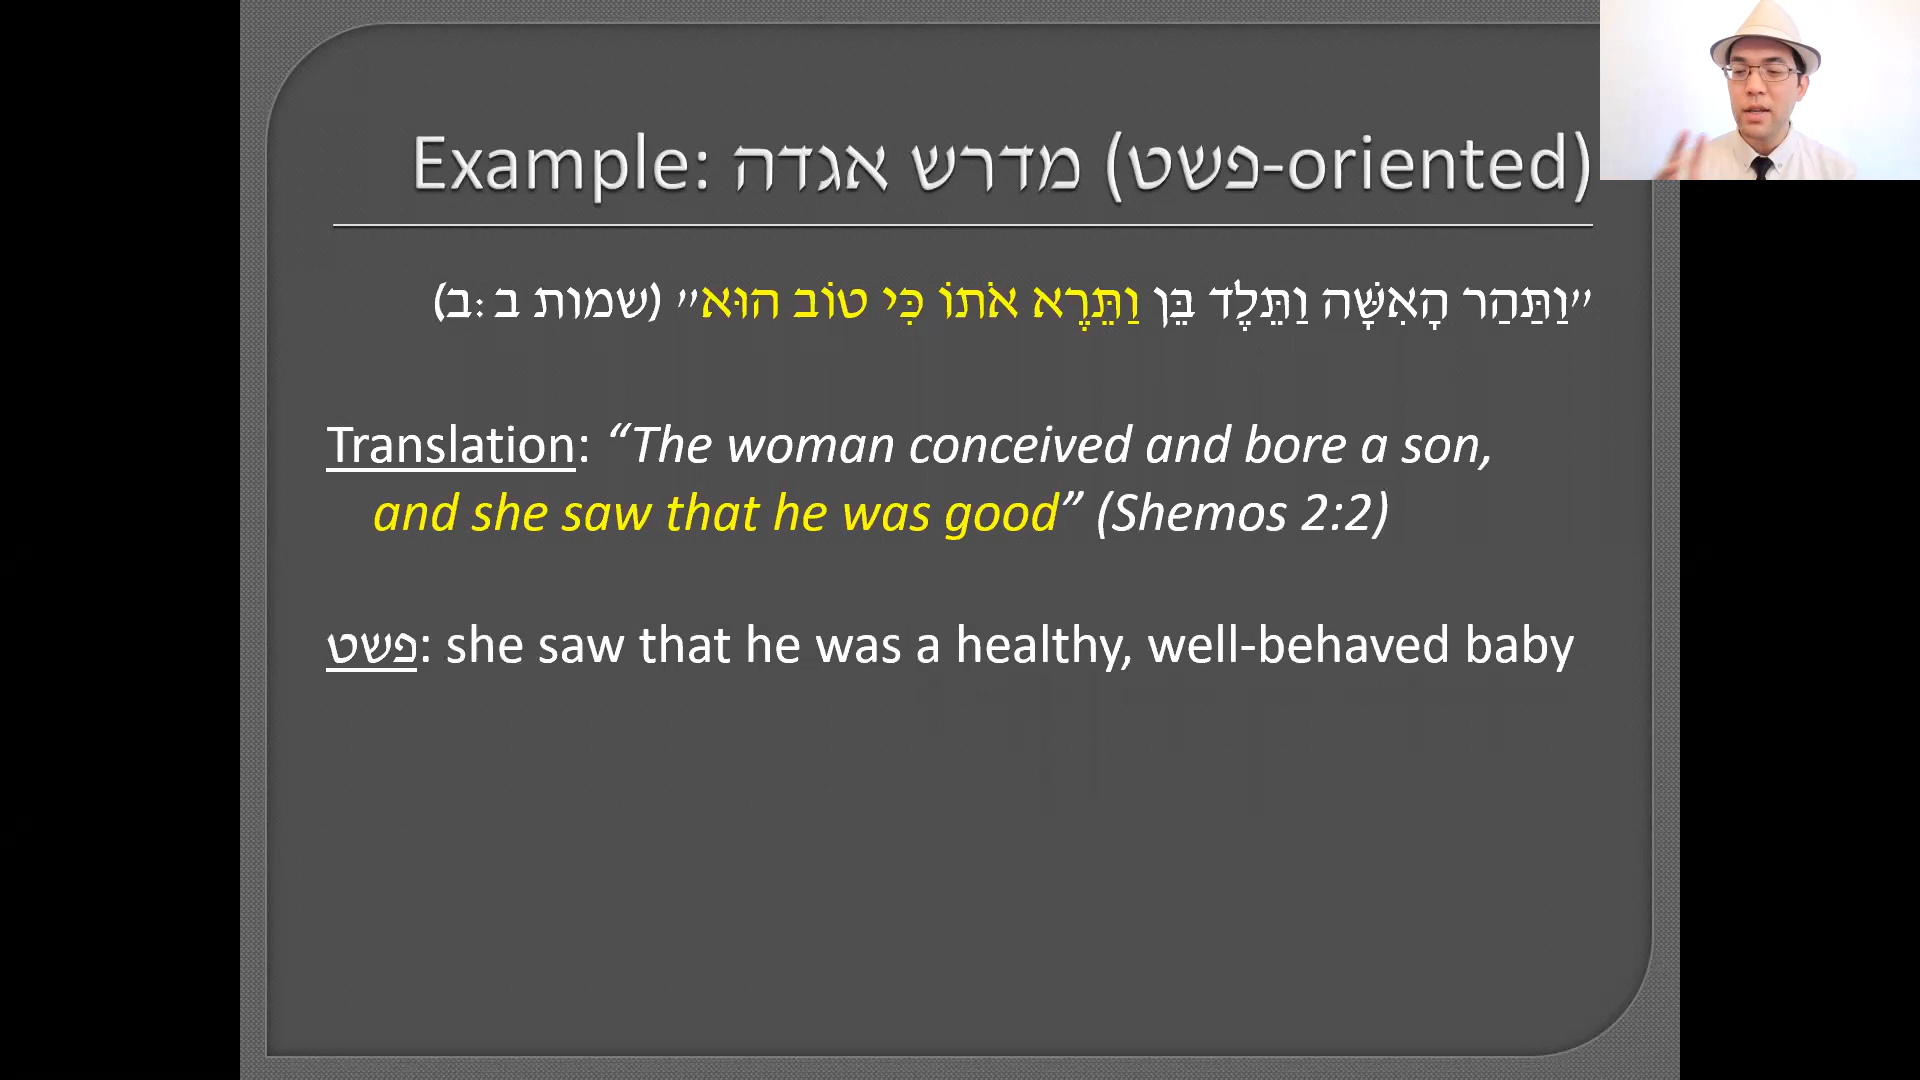 Example: מדרש אגדה (פשט-oriented)
״וַתַּהַר הָאִשָּׁה וַתֵּלֶד בֵּן וַתֵּרֶא אֹתוֹ כִּי טוֹב הוּא״ (שמות ב:ב)
Translation: “The woman conceived and bore a son,
and she saw that he was good” (Shemos 2:2)
פשט: she saw that he was a healthy, well-behaved baby